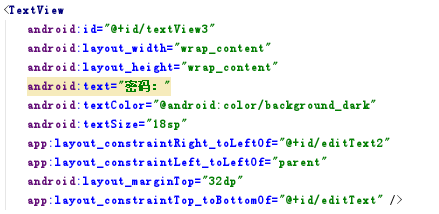 <TextView
android:id="@+id/textView3"
android:layout_width="wrap_content"
android:layout_height="wrap_content"
android:text="密码："
android:textColor="@android:color/background_dark"
android:textSize="18sp"
app:layout_constraintRight_toLeftOf="@+id/editText2"
app:layout_constraintLeft_toLeftOf="parent"
android:layout_marginTop="32dp"
app:layout_constraintTop_toBottomOf="@+id/editText" />